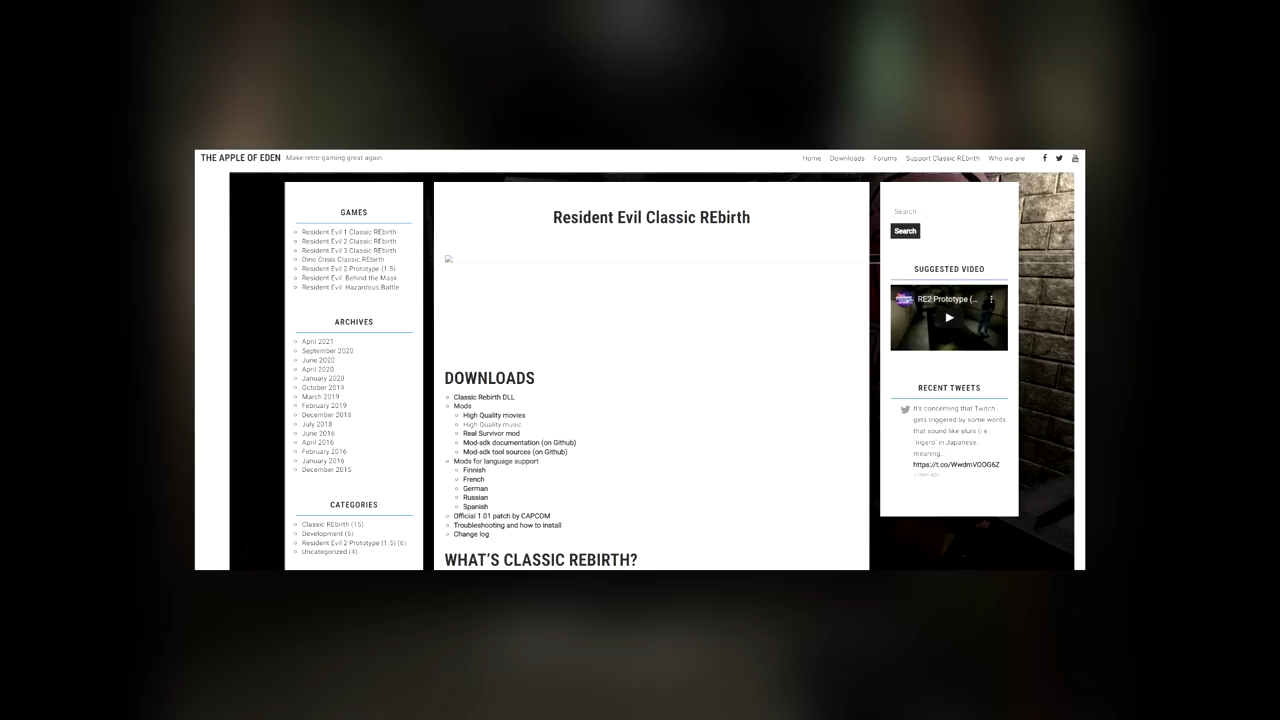 THE APPLE OF EDEN Make retro-gaming great again
Home Downloads Forums Support Classic REbirth Who we are
GAMES
Resident Evil 1 Classic REbirth
Resident Evil 2 Classic REbirth
Resident Evil 3 Classic REbirth
Dino Crisis Classic REbirth
Resident Evil 2 Prototype (1.5)
Resident Evil: Behind the Mask
Resident Evil: Hazardous Battle
ARCHIVES
April 2021
September 2020
June 2020
April 2020
January 2020
October 2019
March 2019
February 2019
December 2018
July 2018
June 2016
April 2016
February 2016
January 2016
December 2015
CATEGORIES
Classic REbirth (15)
Development (6)
Resident Evil 2 Prototype (1.5) (6)
Uncategorized (4)
Resident Evil Classic REbirth
DOWNLOADS
Classic Rebirth DLL
Mods
High Quality movies
High Quality music
Real Survivor mod
Mod-sdk documentation (on Github)
Mod-sdk tool sources (on Github)
Mods for language support
Finnish
French
German
Russian
Spanish
Official 1.01 patch by CAPCOM
Troubleshooting and how to install
Change log
WHAT'S CLASSIC REBIRTH?
Search …
Search
SUGGESTED VIDEO
RE2 Prototype (...
RECENT TWEETS
It's concerning that Twitch
gets triggered by some words
that sound like slurs (i.e.
'nigero' in Japanese,
meaning…
https://t.co/WwdmVOOG6Z